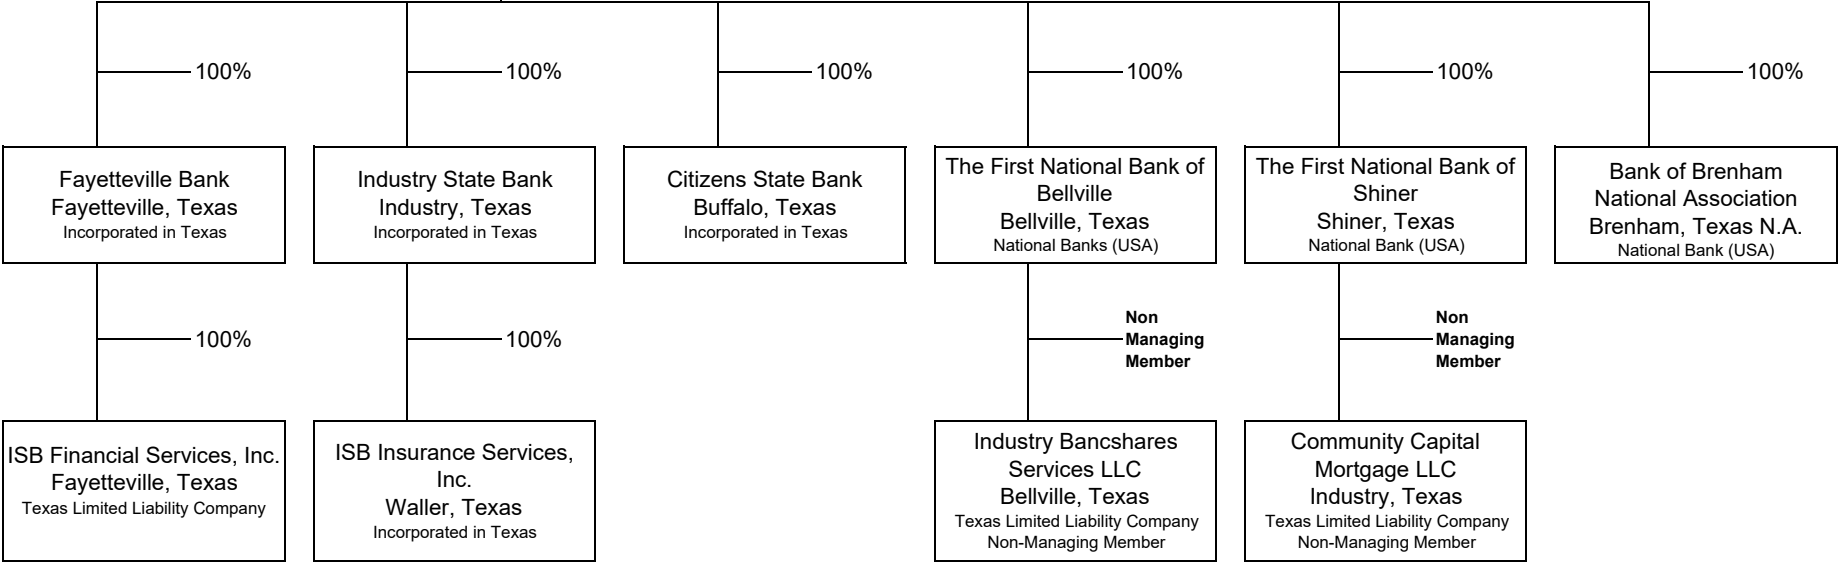 100%
100%
100%
100%
100%
100%
Fayetteville Bank
Fayetteville, Texas
Incorporated in Texas
Industry State Bank
Industry, Texas
Incorporated in Texas
Citizens State Bank
Buffalo, Texas
Incorporated in Texas
The First National Bank of
Bellville
Bellville, Texas
National Banks (USA)
The First National Bank of
Shiner
Shiner, Texas
National Bank (USA)
Bank of Brenham
National Association
Brenham, Texas N.A.
National Bank (USA)
100%
100%
Non
Managing
Member
Non
Managing
Member
ISB Financial Services, Inc.
Fayetteville, Texas
Texas Limited Liability Company
ISB Insurance Services,
Inc.
Waller, Texas
Incorporated in Texas
Industry Bancshares
Services LLC
Bellville, Texas
Texas Limited Liability Company
Non-Managing Member
Community Capital
Mortgage LLC
Industry, Texas
Texas Limited Liability Company
Non-Managing Member